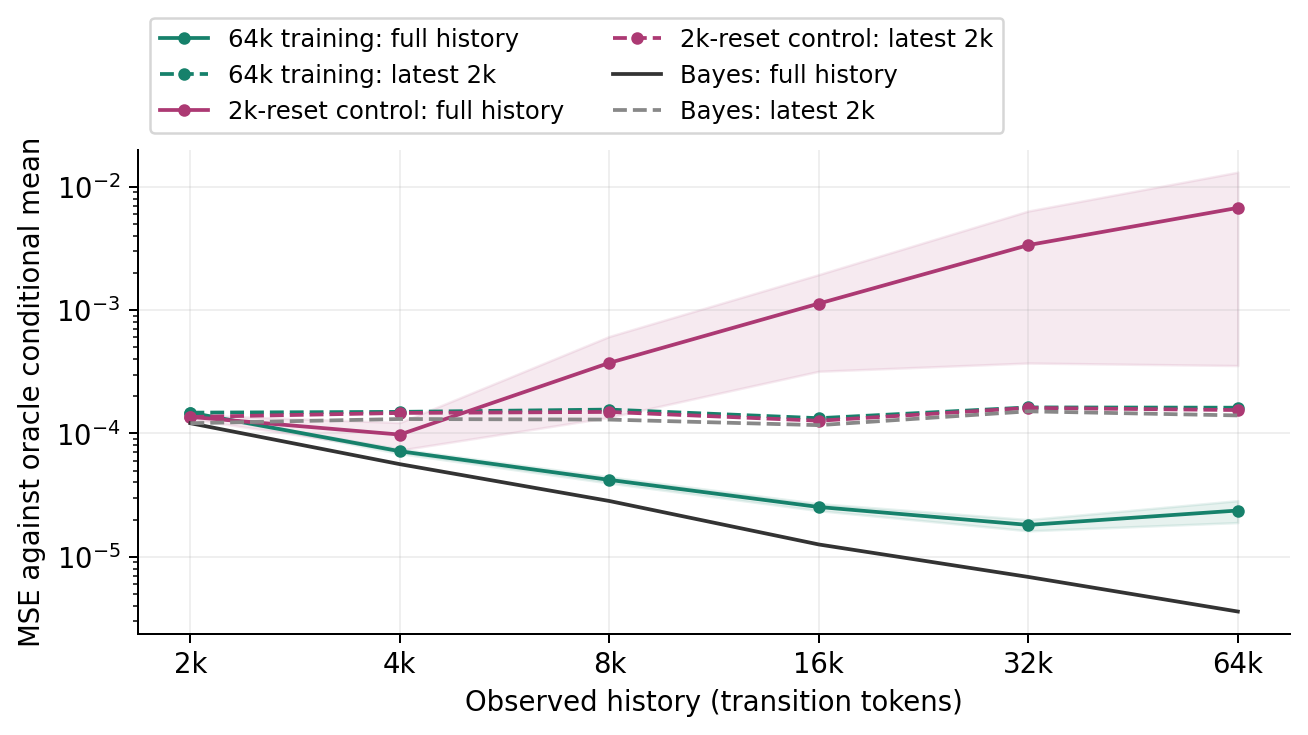 64k training: full history
64k training: latest 2k
2k-reset control: full history
2k-reset control: latest 2k
Bayes: full history
Bayes: latest 2k
MSE against oracle conditional mean
10⁻²
10⁻³
10⁻⁴
10⁻⁵
2k 4k 8k 16k 32k 64k
Observed history (transition tokens)